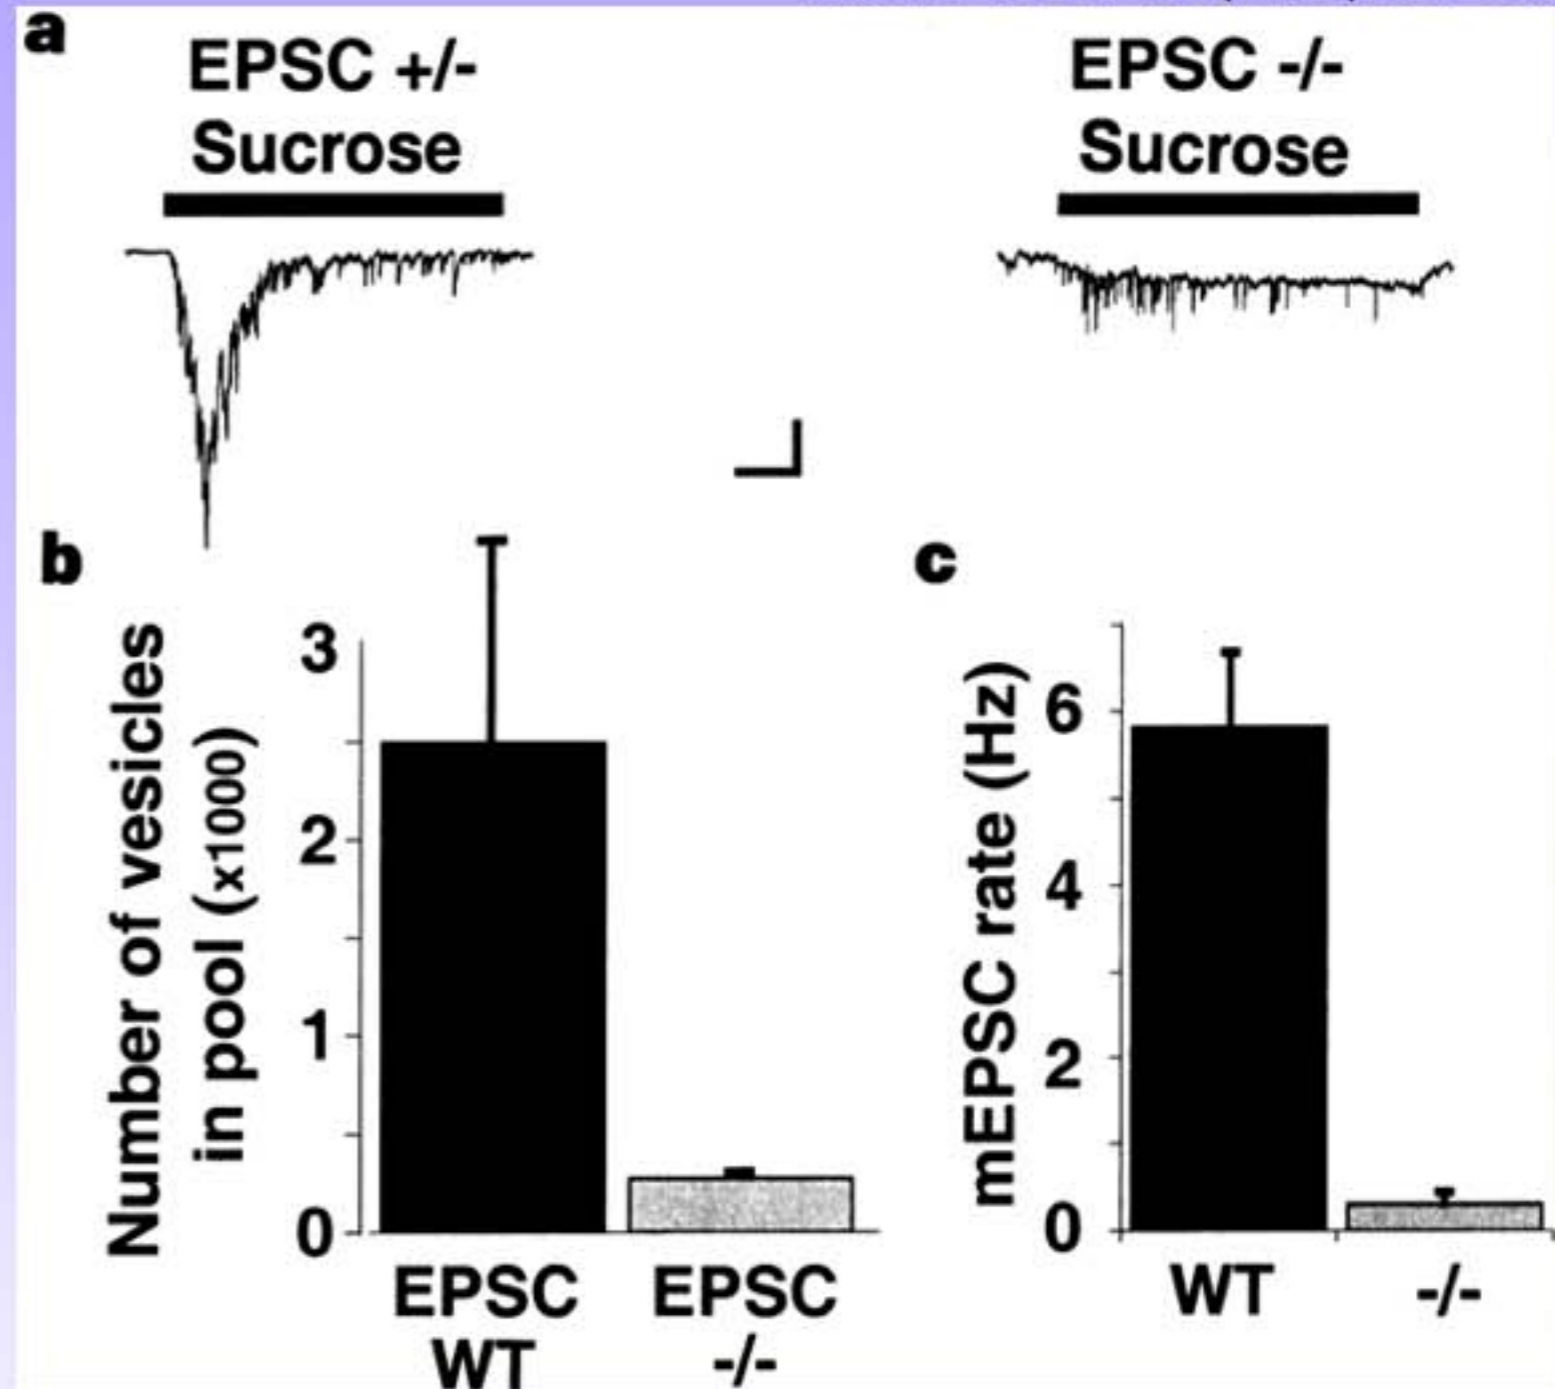 a
EPSC +/-
Sucrose
EPSC -/-
Sucrose
b
Number of vesicles
in pool (x1000)
3
2
1
0
EPSC
WT
EPSC
-/-
c
mEPSC rate (Hz)
6
4
2
0
WT
-/-